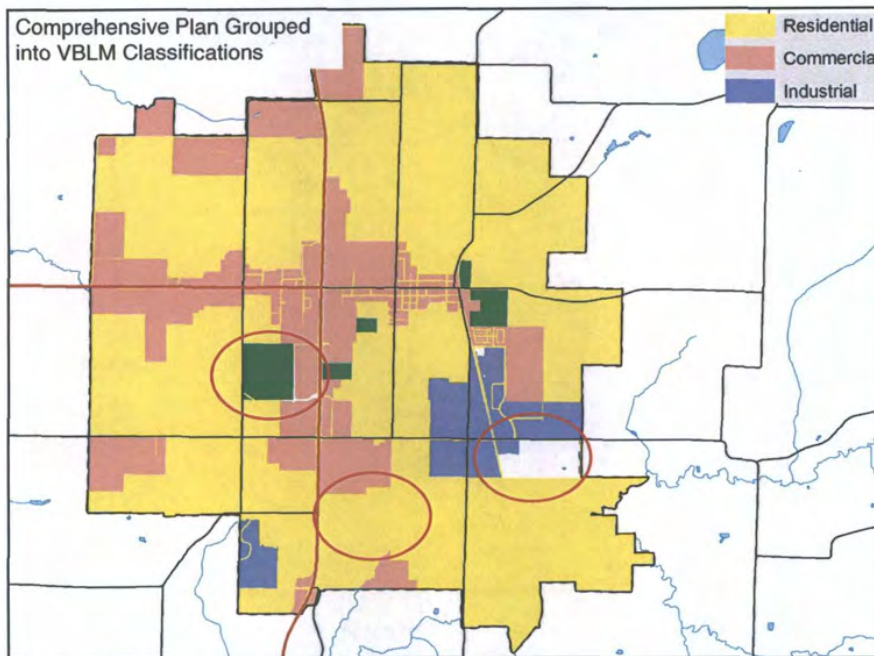 Comprehensive Plan Grouped
into VBLM Classifications
Residential
Commercia
Industrial